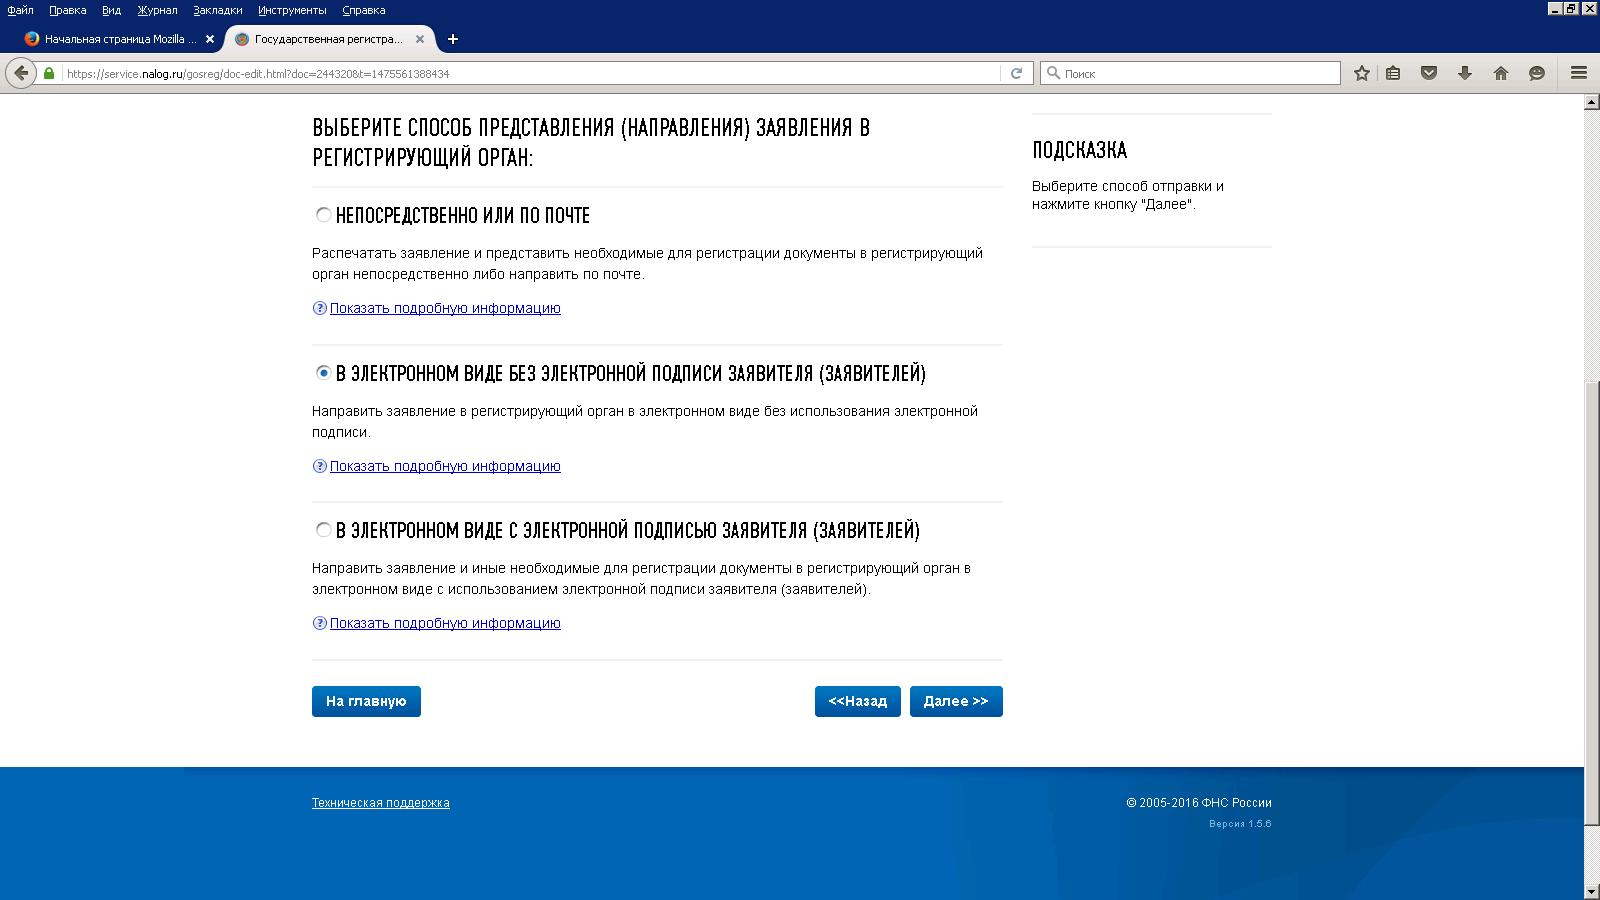 Файл Правка Вид Журнал Закладки Инструменты Справка
Начальная страница Mozilla ...
Государственная регистра...
https://service.nalog.ru/gosreg/doc-edit.html?doc=244320&t=1475561388434
Поиск
ВЫБЕРИТЕ СПОСОБ ПРЕДСТАВЛЕНИЯ (НАПРАВЛЕНИЯ) ЗАЯВЛЕНИЯ В
РЕГИСТРИРУЮЩИЙ ОРГАН:
НЕПОСРЕДСТВЕННО ИЛИ ПО ПОЧТЕ
Распечатать заявление и представить необходимые для регистрации документы в регистрирующий
орган непосредственно либо направить по почте.
? Показать подробную информацию
В ЭЛЕКТРОННОМ ВИДЕ БЕЗ ЭЛЕКТРОННОЙ ПОДПИСИ ЗАЯВИТЕЛЯ (ЗАЯВИТЕЛЕЙ)
Направить заявление в регистрирующий орган в электронном виде без использования электронной
подписи.
? Показать подробную информацию
В ЭЛЕКТРОННОМ ВИДЕ С ЭЛЕКТРОННОЙ ПОДПИСЬЮ ЗАЯВИТЕЛЯ (ЗАЯВИТЕЛЕЙ)
Направить заявление и иные необходимые для регистрации документы в регистрирующий орган в
электронном виде с использованием электронной подписи заявителя (заявителей).
? Показать подробную информацию
На главную
<<Назад
Далее >>
ПОДСКАЗКА
Выберите способ отправки и
нажмите кнопку "Далее".
Техническая поддержка
© 2005-2016 ФНС России
Версия 1.5.6